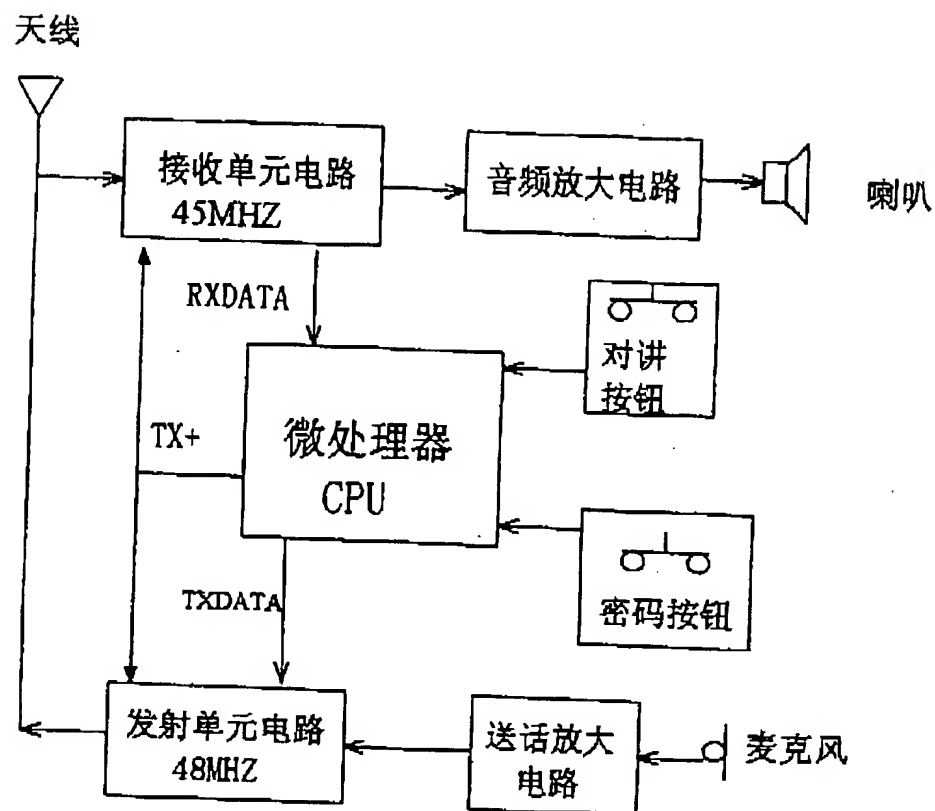 天线
接收单元电路
45MHZ
音频放大电路
喇叭
RXDATA
对讲
按钮
TX+
微处理器
CPU
密码按钮
TXDATA
发射单元电路
48MHZ
送话放大
电路
麦克风